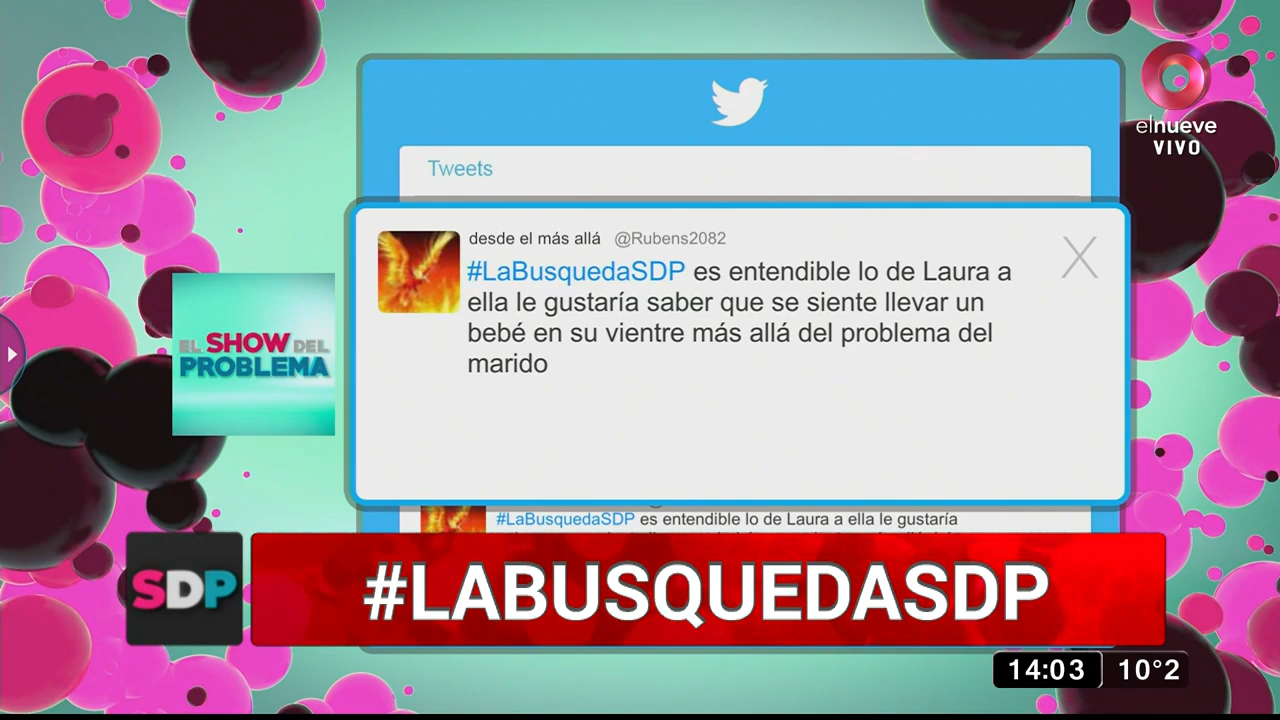 elnueve
VIVO
Tweets
desde el más allá @Rubens2082
#LaBusquedaSDP es entendible lo de Laura a
ella le gustaría saber que se siente llevar un
bebé en su vientre más allá del problema del
marido
EL SHOW DEL
PROBLEMA
#LaBusquedaSDP es entendible lo de Laura a ella le gustaría
SDP
#LABUSQUEDASDP
14:03 10°2